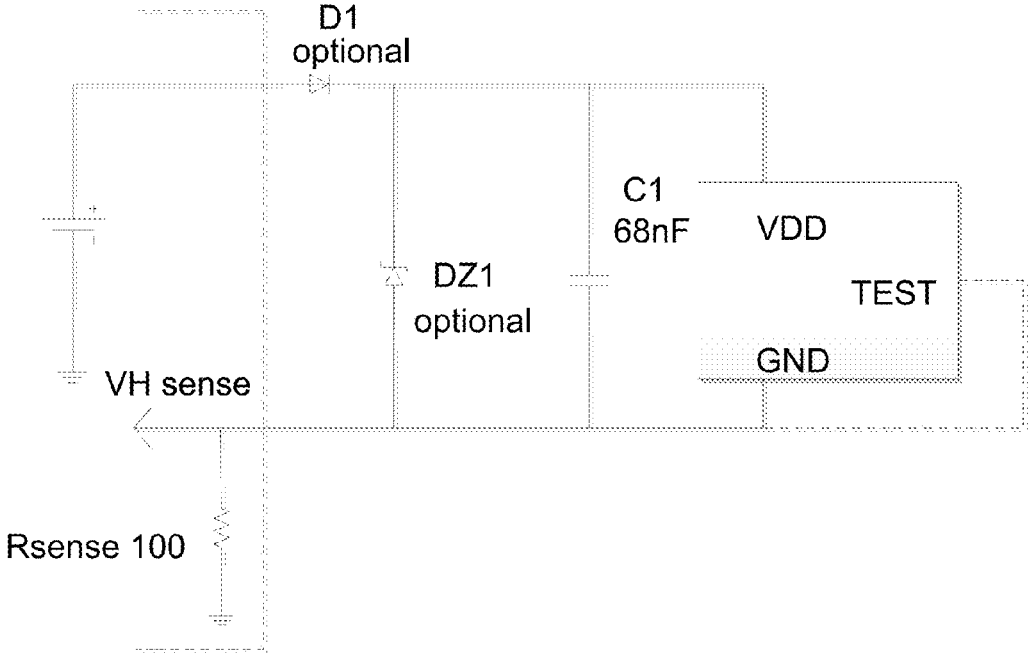 D1
optional
C1
68nF
VDD
TEST
DZ1
optional
GND
VH sense
Rsense 100